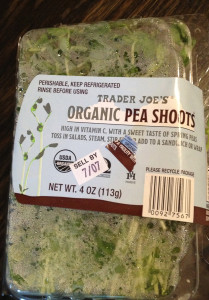 PERISHABLE, KEEP REFRIGERATED
RINSE BEFORE USING
TRADER JOE'S
ORGANIC PEA SHOOTS
HIGH IN VITAMIN C, WITH A SWEET TASTE OF SPRING PEAS
TOSS IN SALADS, STEAM, ADD TO A SANDWICH OR WRAP
USDA
ORGANIC
SELL BY
7/07
PLEASE RECYCLE PACKAGE
NET WT. 4 OZ (113g)